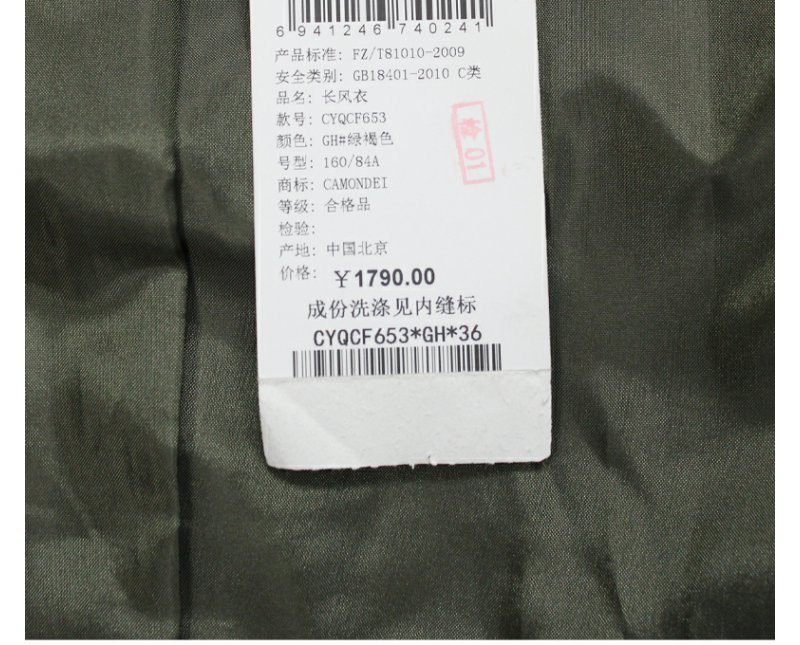 6 941246 740241
产品标准: FZ/T81010-2009
安全类别: GB18401-2010 C类
品名: 长风衣
款号: CYQCF653
颜色: GH#绿褐色
号型: 160/84A
商标: CAMONDEI
等级: 合格品
检验:
产地: 中国北京
价格: ￥1790.00
成份洗涤见内缝标
CYQCF653*GH*36
检 01